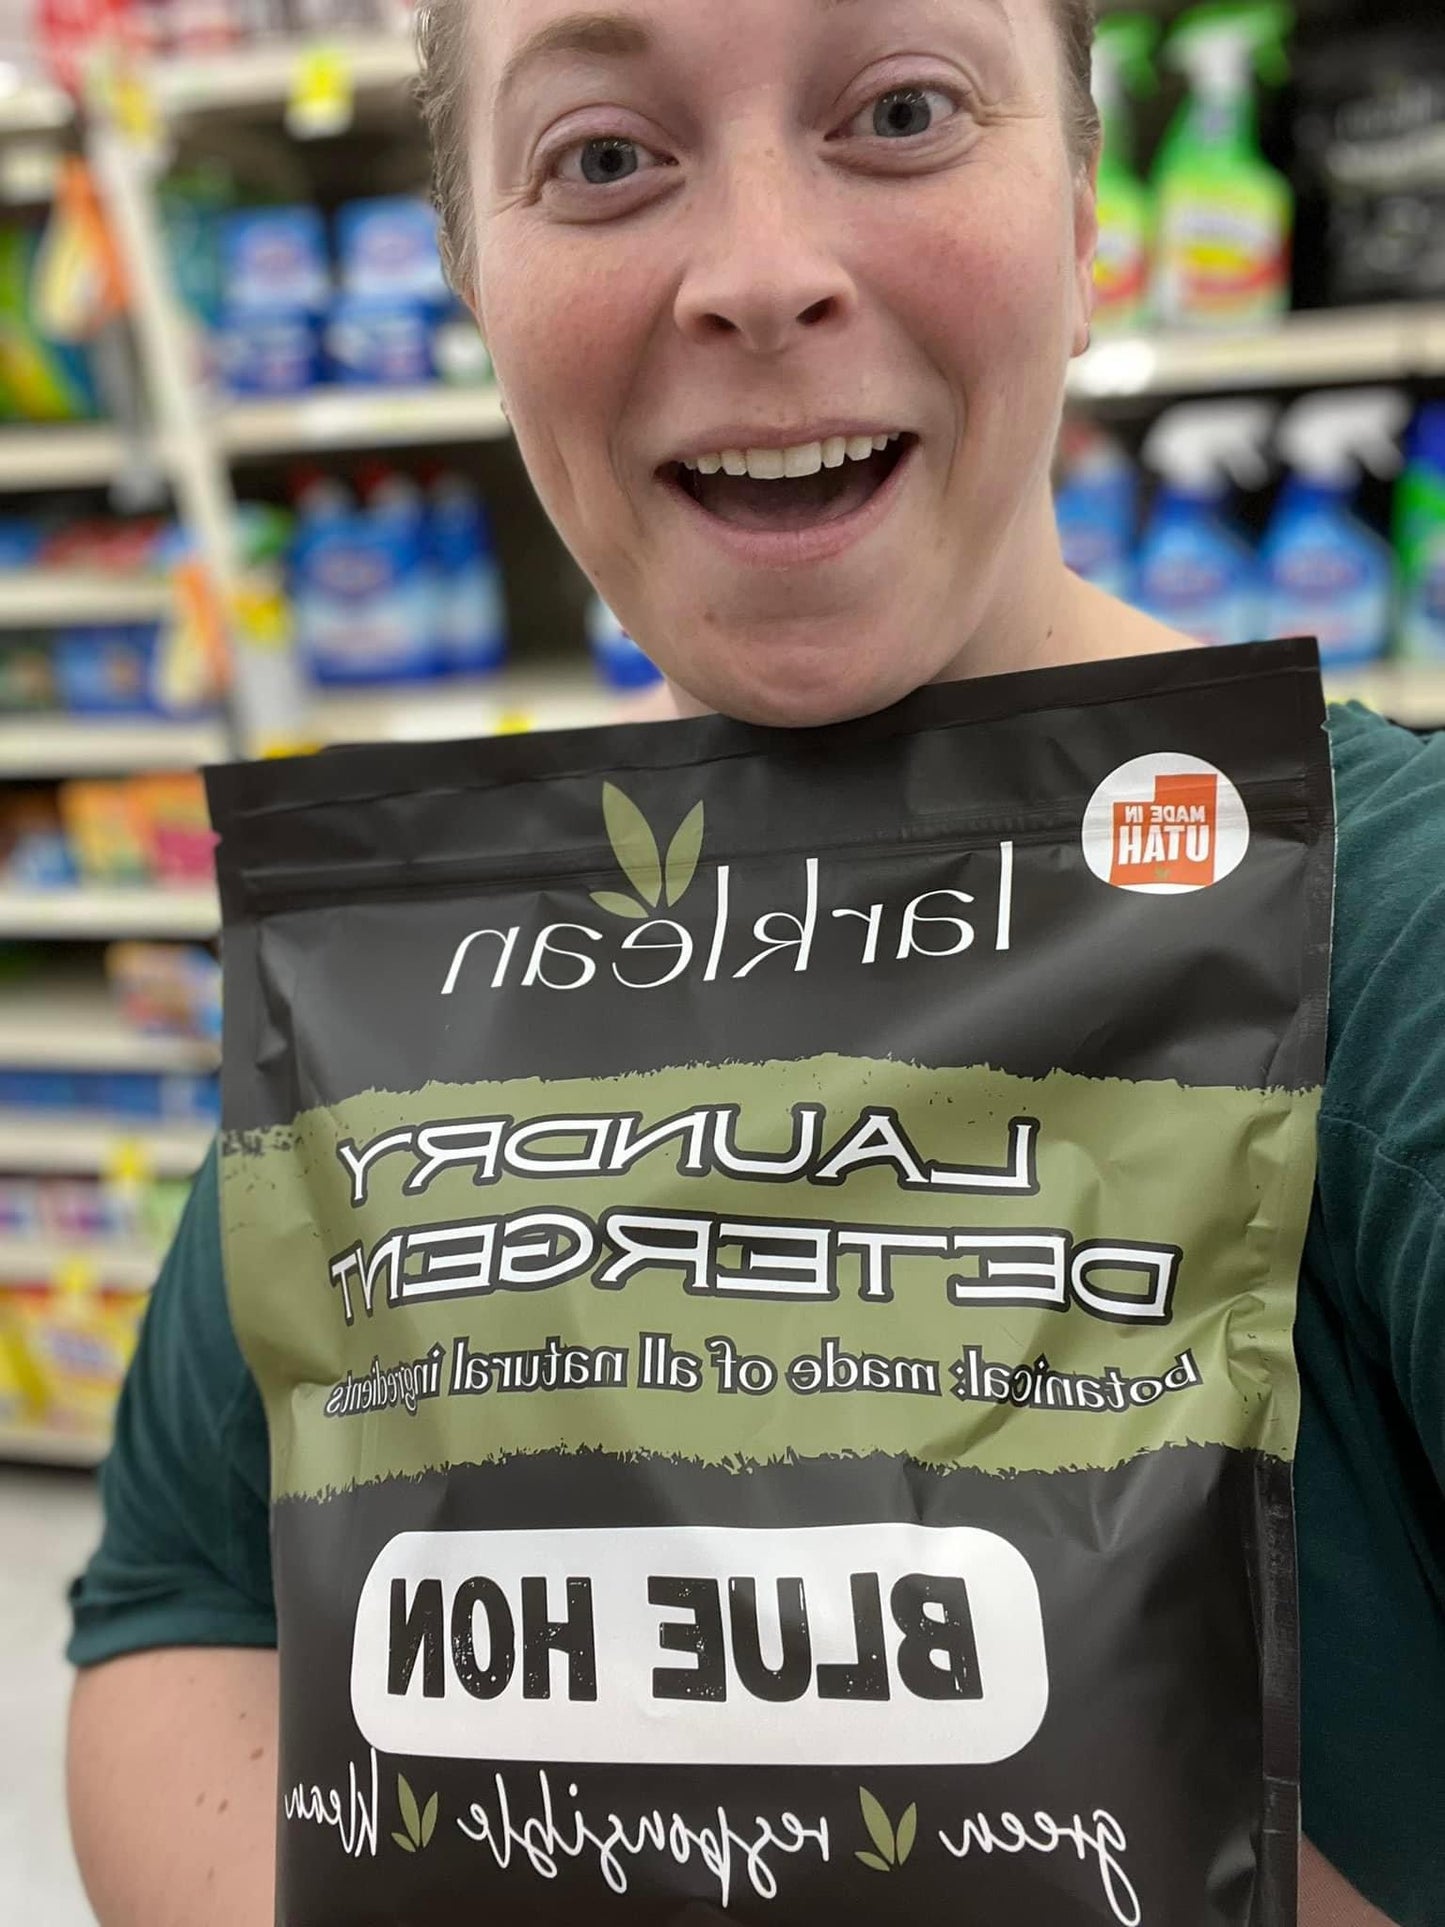 MADE IN
UTAH
larklean
LAUNDRY
DETERGENT
botanical: made of all natural ingredients
BLUE HON
green responsible klean